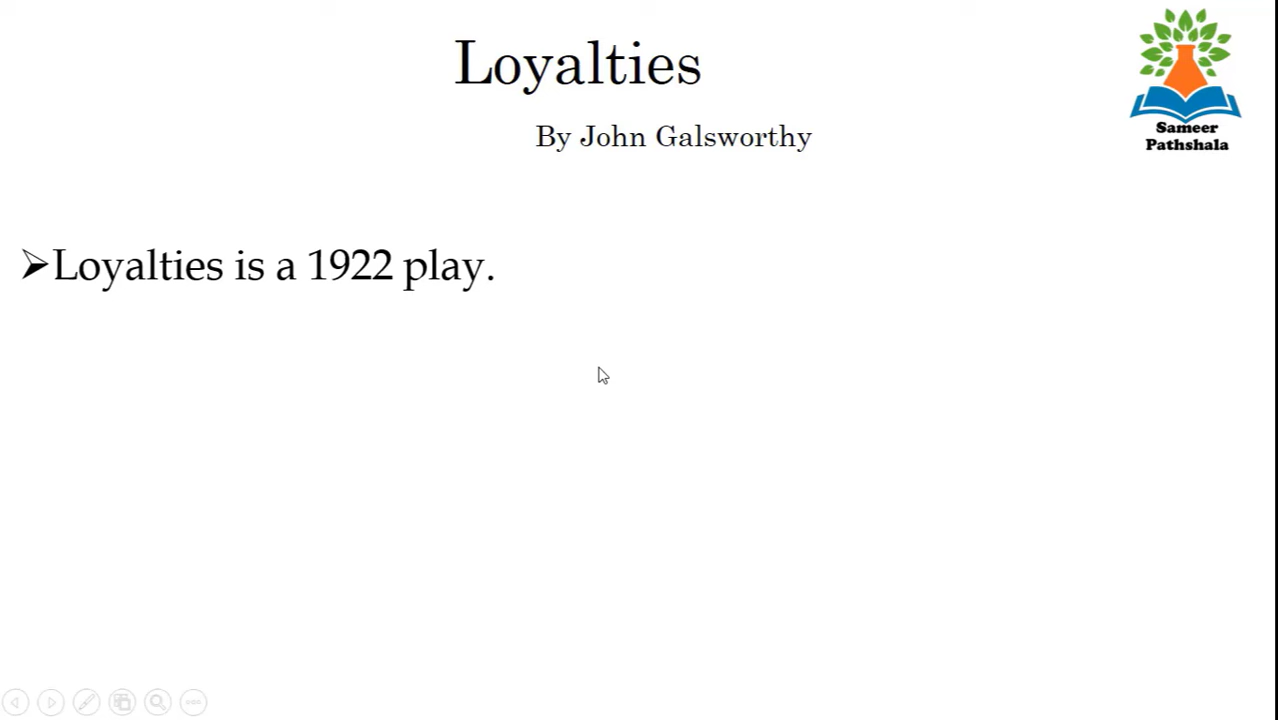 Loyalties
By John Galsworthy
Sameer
Pathshala
➢Loyalties is a 1922 play.